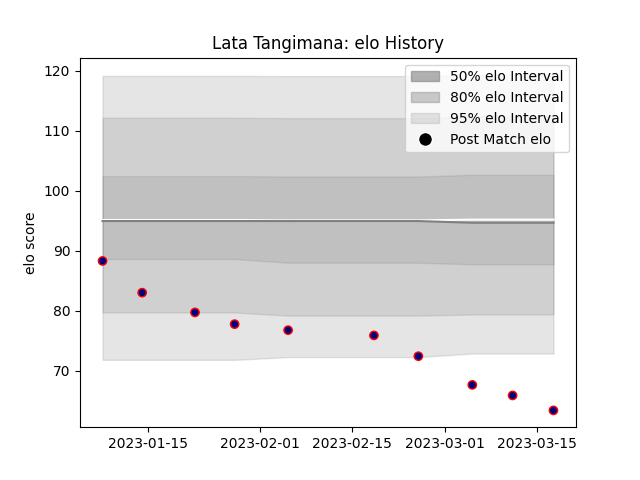 Lata Tangimana: elo History
50% elo Interval
80% elo Interval
95% elo Interval
Post Match elo
elo score
120
110
100
90
80
70
2023-01-15 2023-02-01 2023-02-15 2023-03-01 2023-03-15